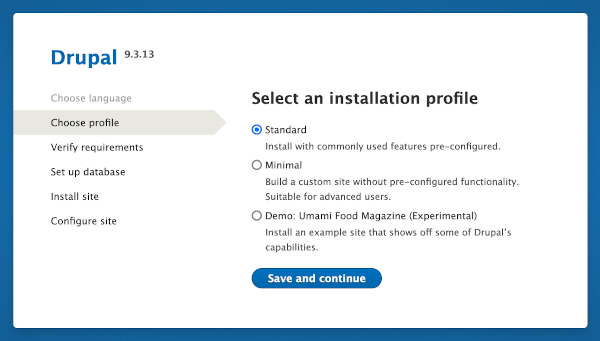 Drupal 9.3.13
Choose language
Choose profile
Verify requirements
Set up database
Install site
Configure site
Select an installation profile
Standard
Install with commonly used features pre-configured.
Minimal
Build a custom site without pre-configured functionality.
Suitable for advanced users.
Demo: Umami Food Magazine (Experimental)
Install an example site that shows off some of Drupal's
capabilities.
Save and continue